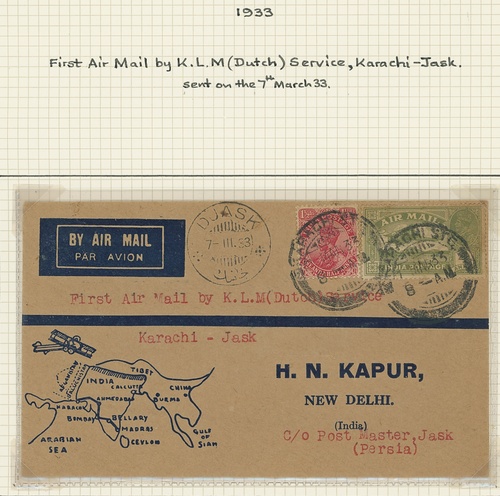 1933
First Air Mail by K.L.M (Dutch) Service, Karachi-Jask.
sent on the 7th March 33.
DJASK
7-III.33
BY AIR MAIL
PAR AVION
AIR MAIL
First Air Mail by K.L.M(Dutch)Service
Karachi - Jask
H. N. KAPUR,
NEW DELHI.
(India)
C/o Post Master,Jask
(Persia)
TIBET
INDIA
CALCUTTA
CHINA
BURMA
AHMEDABAD
KARACHI
BOMBAY
BELLARY
MADRAS
CEYLON
GULF
OF
SIAM
ARABIAN
SEA